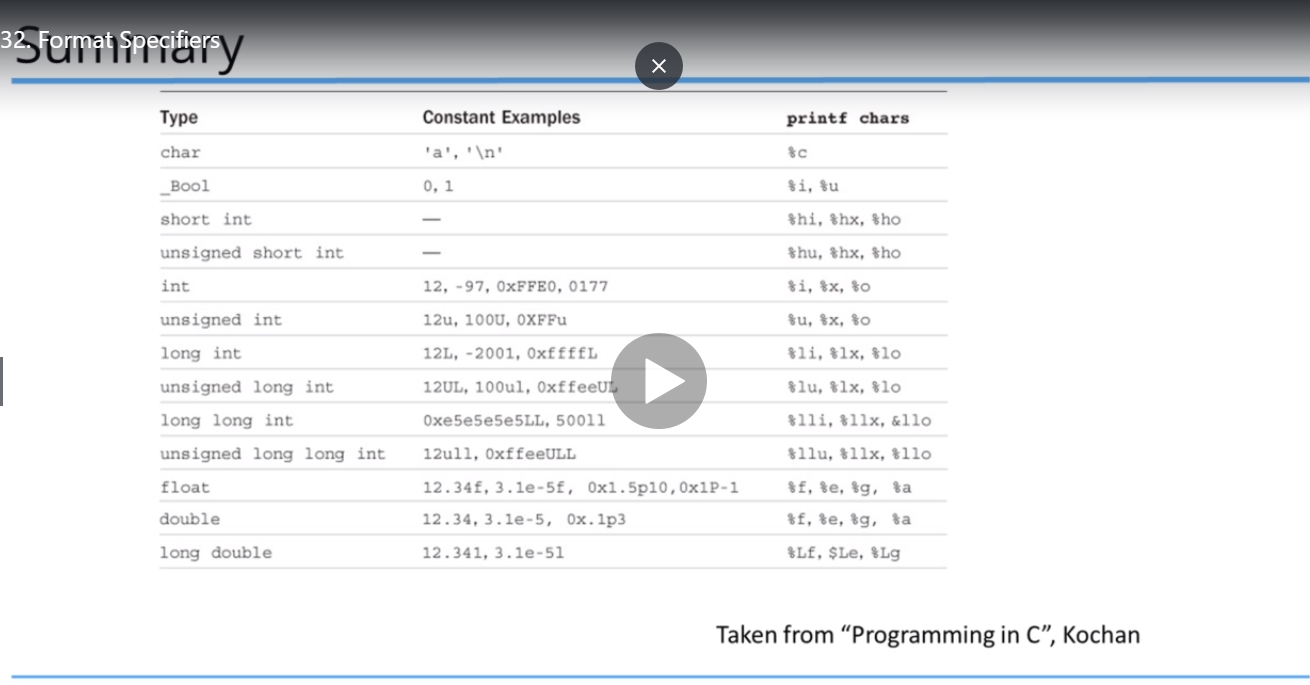 32. Format Specifiers
Summary
Type Constant Examples printf chars
char 'a', '\n' %c
_Bool 0, 1 %i, %u
short int — %hi, %hx, %ho
unsigned short int — %hu, %hx, %ho
int 12, -97, 0xFFE0, 0177 %i, %x, %o
unsigned int 12u, 100U, 0XFFu %u, %x, %o
long int 12L, -2001, 0xffffL %li, %lx, %lo
unsigned long int 12UL, 100ul, 0xffeeUL %lu, %lx, %lo
long long int 0xe5e5e5e5LL, 500ll %lli, %llx, &llo
unsigned long long int 12ull, 0xffeeULL %llu, %llx, %llo
float 12.34f, 3.1e-5f, 0x1.5p10,0x1P-1 %f, %e, %g, %a
double 12.34, 3.1e-5, 0x.1p3 %f, %e, %g, %a
long double 12.34l, 3.1e-5l %Lf, $Le, %Lg
Taken from “Programming in C”, Kochan